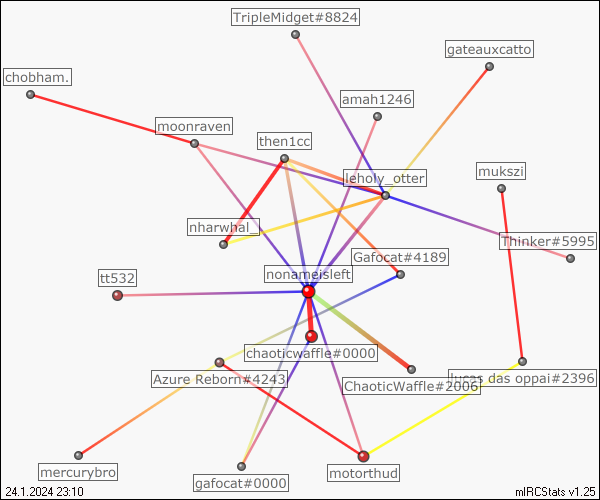 TripleMidget#8824
gateauxcatto
chobham.
amah1246
moonraven
then1cc
leholy_otter
mukszi
nharwhal_
Thinker#5995
Gafocat#4189
nonameisleft
tt532
chaoticwaffle#0000
Azure Reborn#4243
ChaoticWaffle#2006
das oppai#2396
mercurybro
gafocat#0000
motorthud
24.1.2024 23:10
mIRCStats v1.25